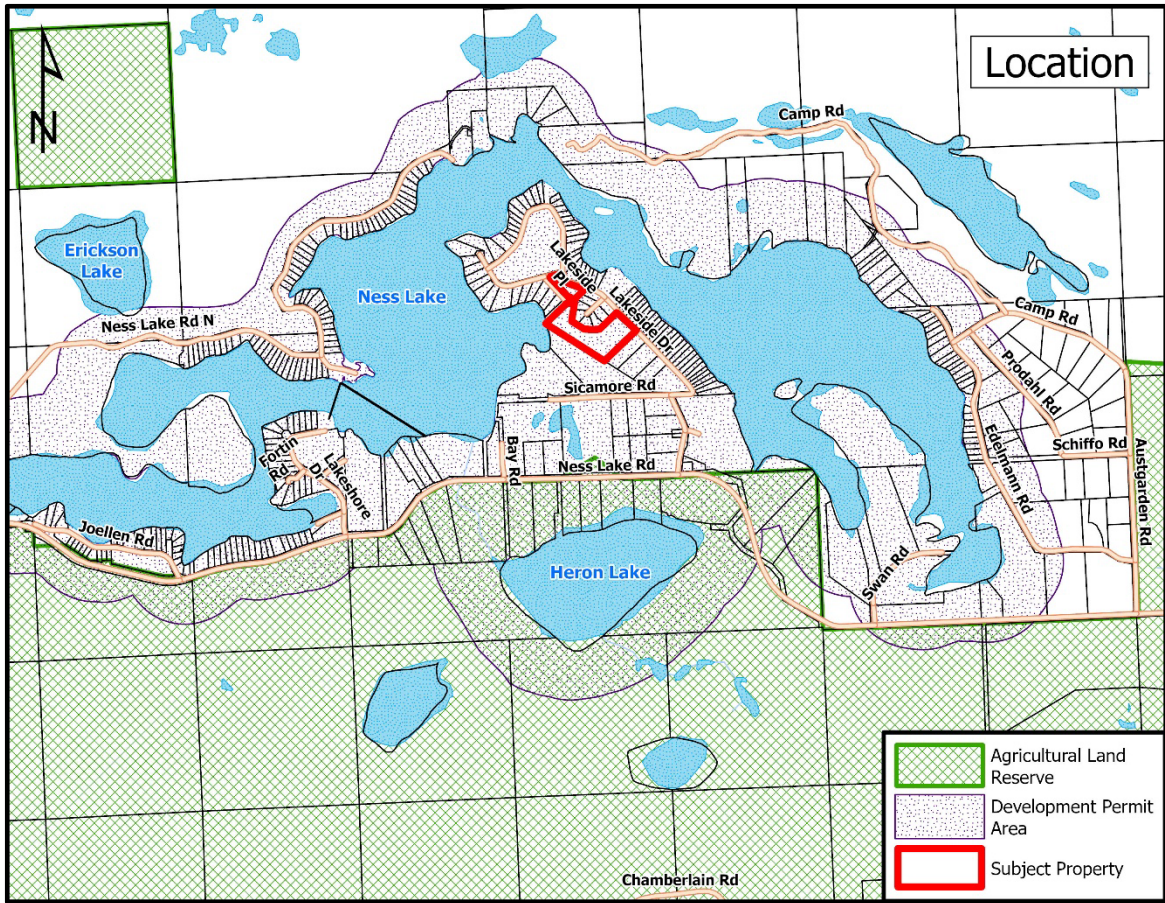 Location
N
Camp Rd
Erickson
Lake
Ness Lake
Lakeside
Pl
Lakeside Dr
Ness Lake Rd N
Camp Rd
Prodahl Rd
Sicamore Rd
Fortin
Rd
Lakeshore
Dr
Bay Rd
Ness Lake Rd
Edelmann Rd
Schiffo Rd
Austgarden Rd
Joellen Rd
Heron Lake
Swan Rd
Chamberlain Rd
Agricultural Land
Reserve
Development Permit
Area
Subject Property